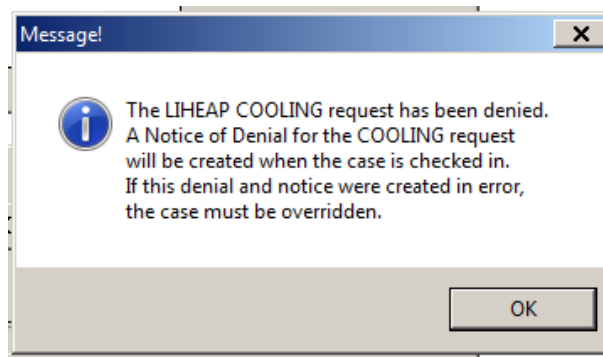 Message!
The LIHEAP COOLING request has been denied.
A Notice of Denial for the COOLING request
will be created when the case is checked in.
If this denial and notice were created in error,
the case must be overridden.
OK